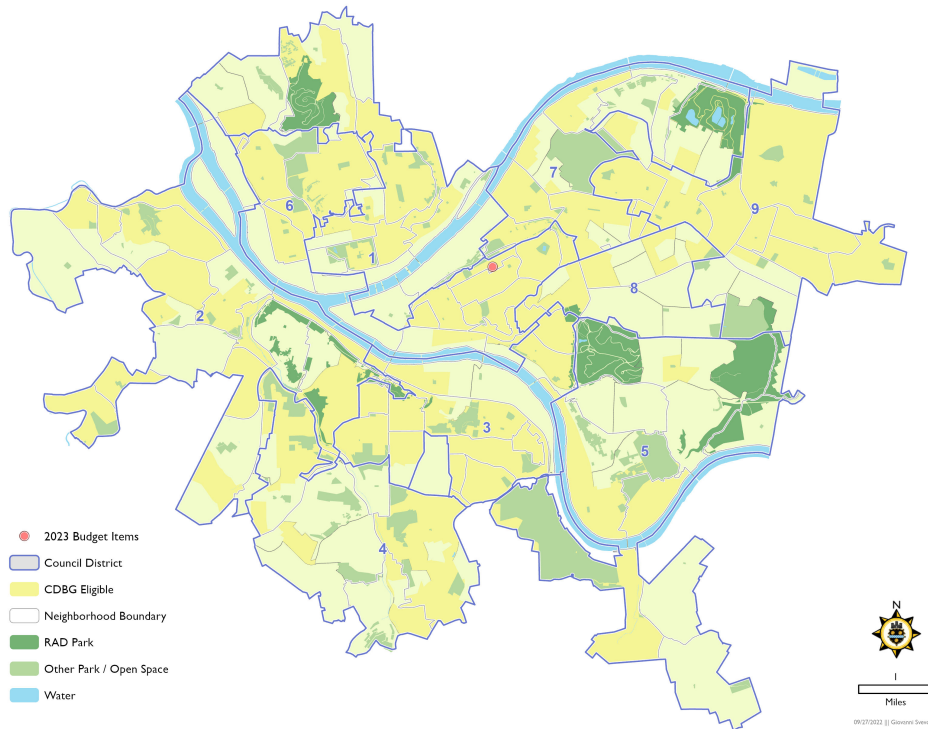 7
9
6
1
8
2
3
5
4
2023 Budget Items
Council District
CDBG Eligible
Neighborhood Boundary
RAD Park
Other Park / Open Space
Water
N
1
Miles
09/27/2022 || Giovanni